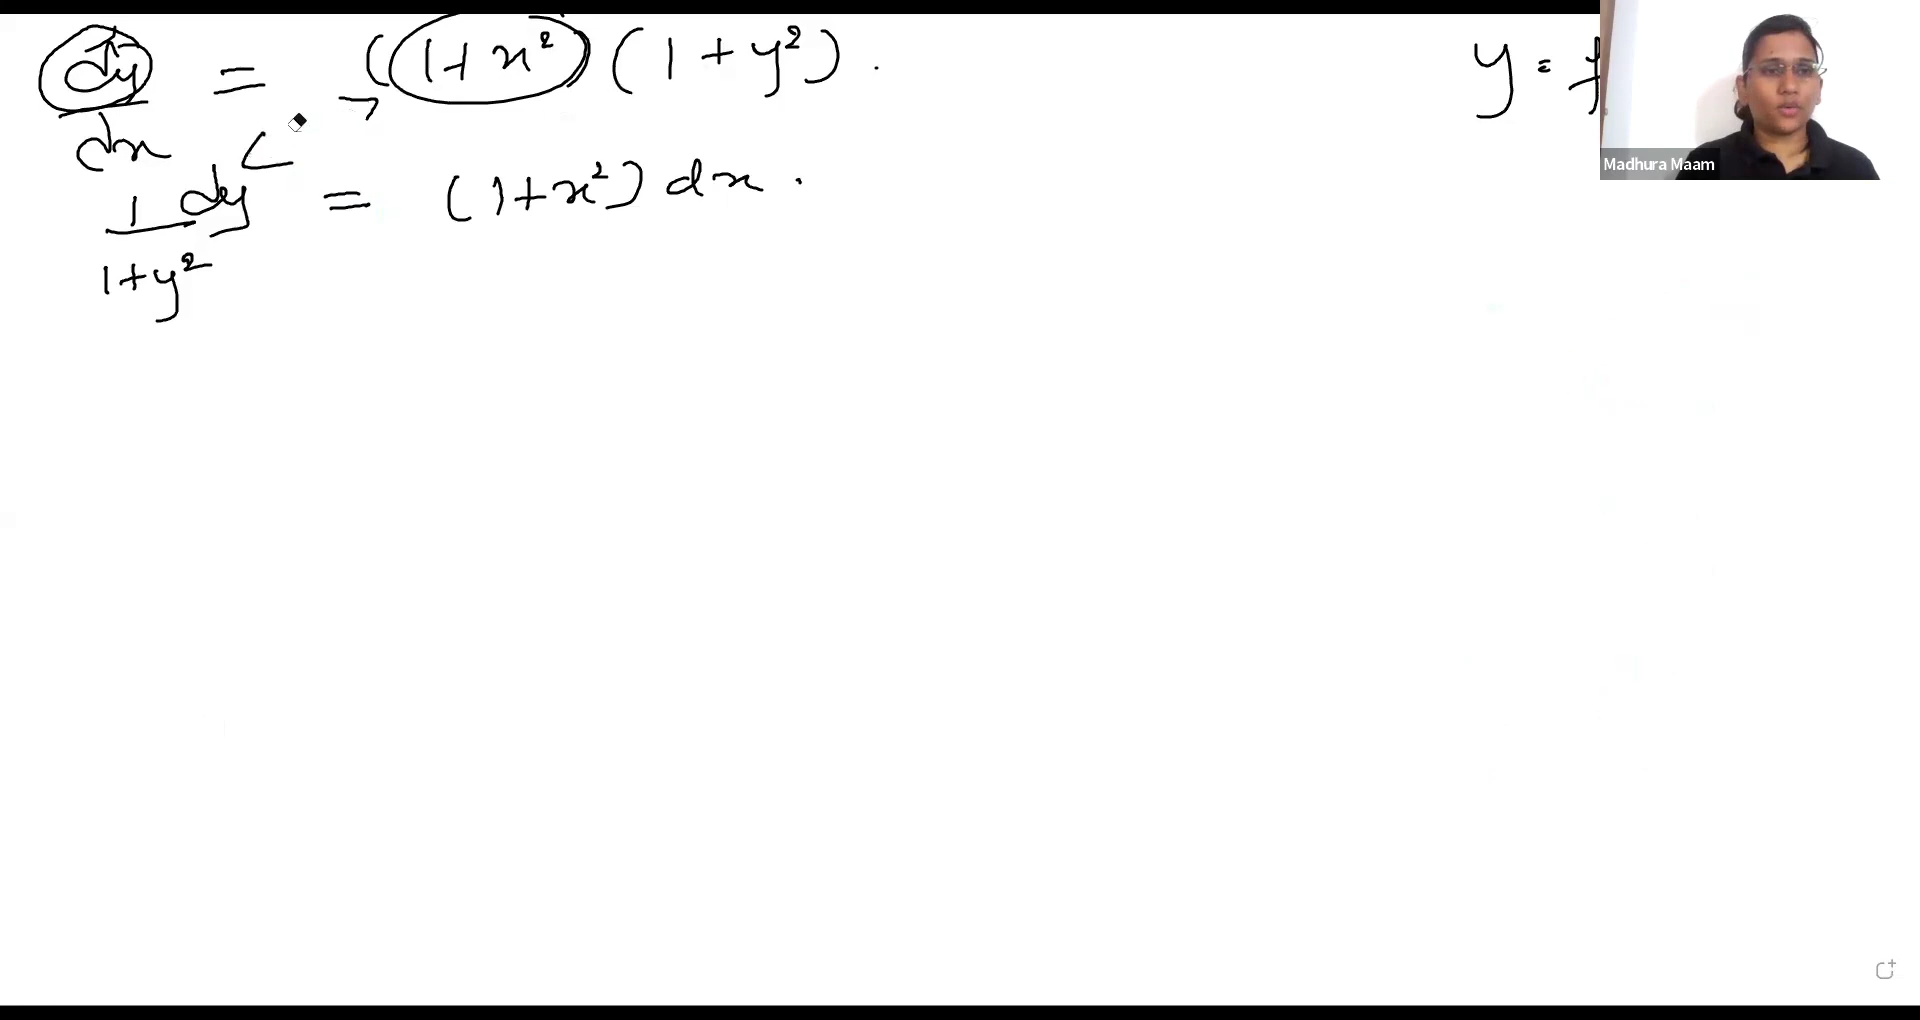 dy/dx = (1+x²)(1+y²).
y = f
Madhura Maam
1/(1+y²) dy = (1+x²) dx.